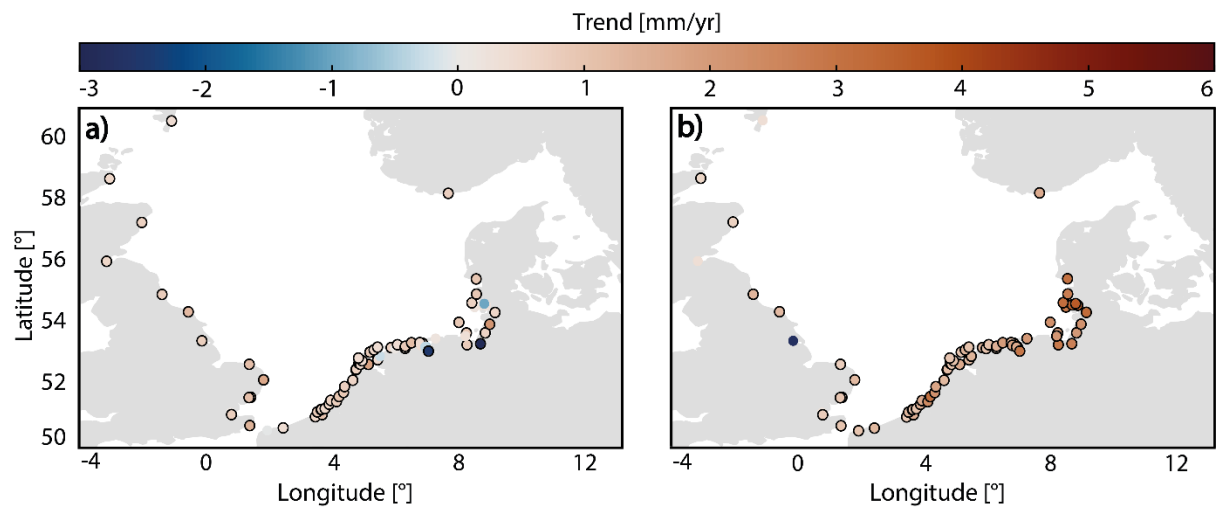 Trend [mm/yr]
-3 -2 -1 0 1 2 3 4 5 6
a) b)
60
58
56
54
52
50
Latitude [°]
-4 0 4 8 12 -4 0 4 8 12
Longitude [°] Longitude [°]